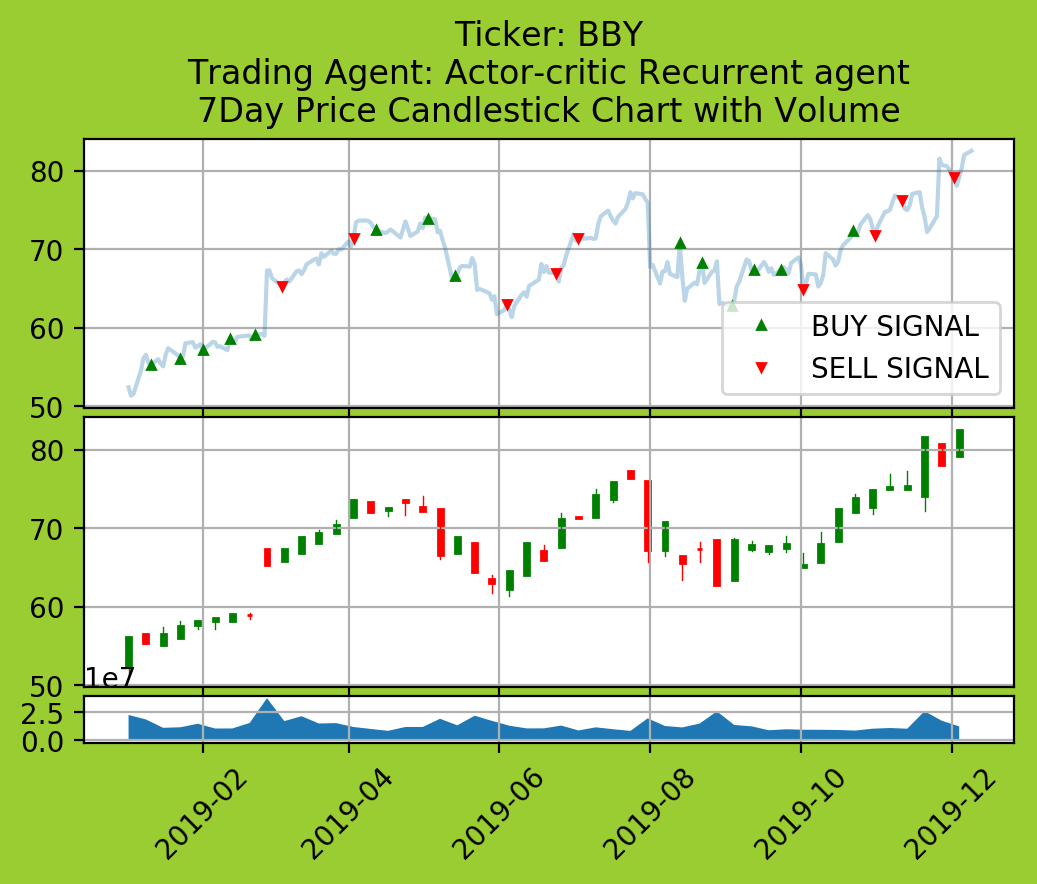 Ticker: BBY
Trading Agent: Actor-critic Recurrent agent
7Day Price Candlestick Chart with Volume
80
70
60
50
BUY SIGNAL
SELL SIGNAL
80
70
60
50
1e7
2.5
0.0
2019-02
2019-04
2019-06
2019-08
2019-10
2019-12